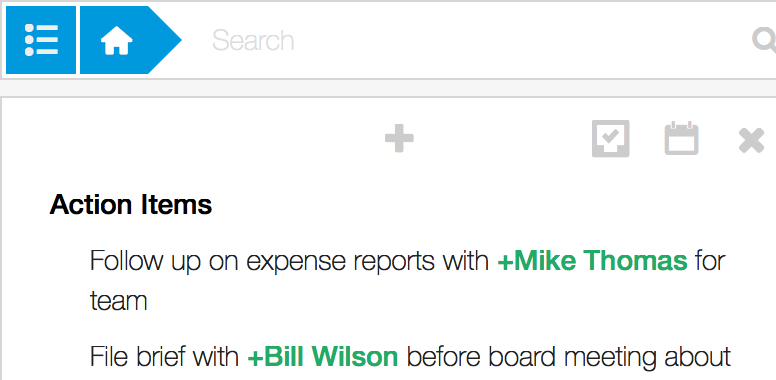 Search
Action Items
Follow up on expense reports with +Mike Thomas for
team
File brief with +Bill Wilson before board meeting about